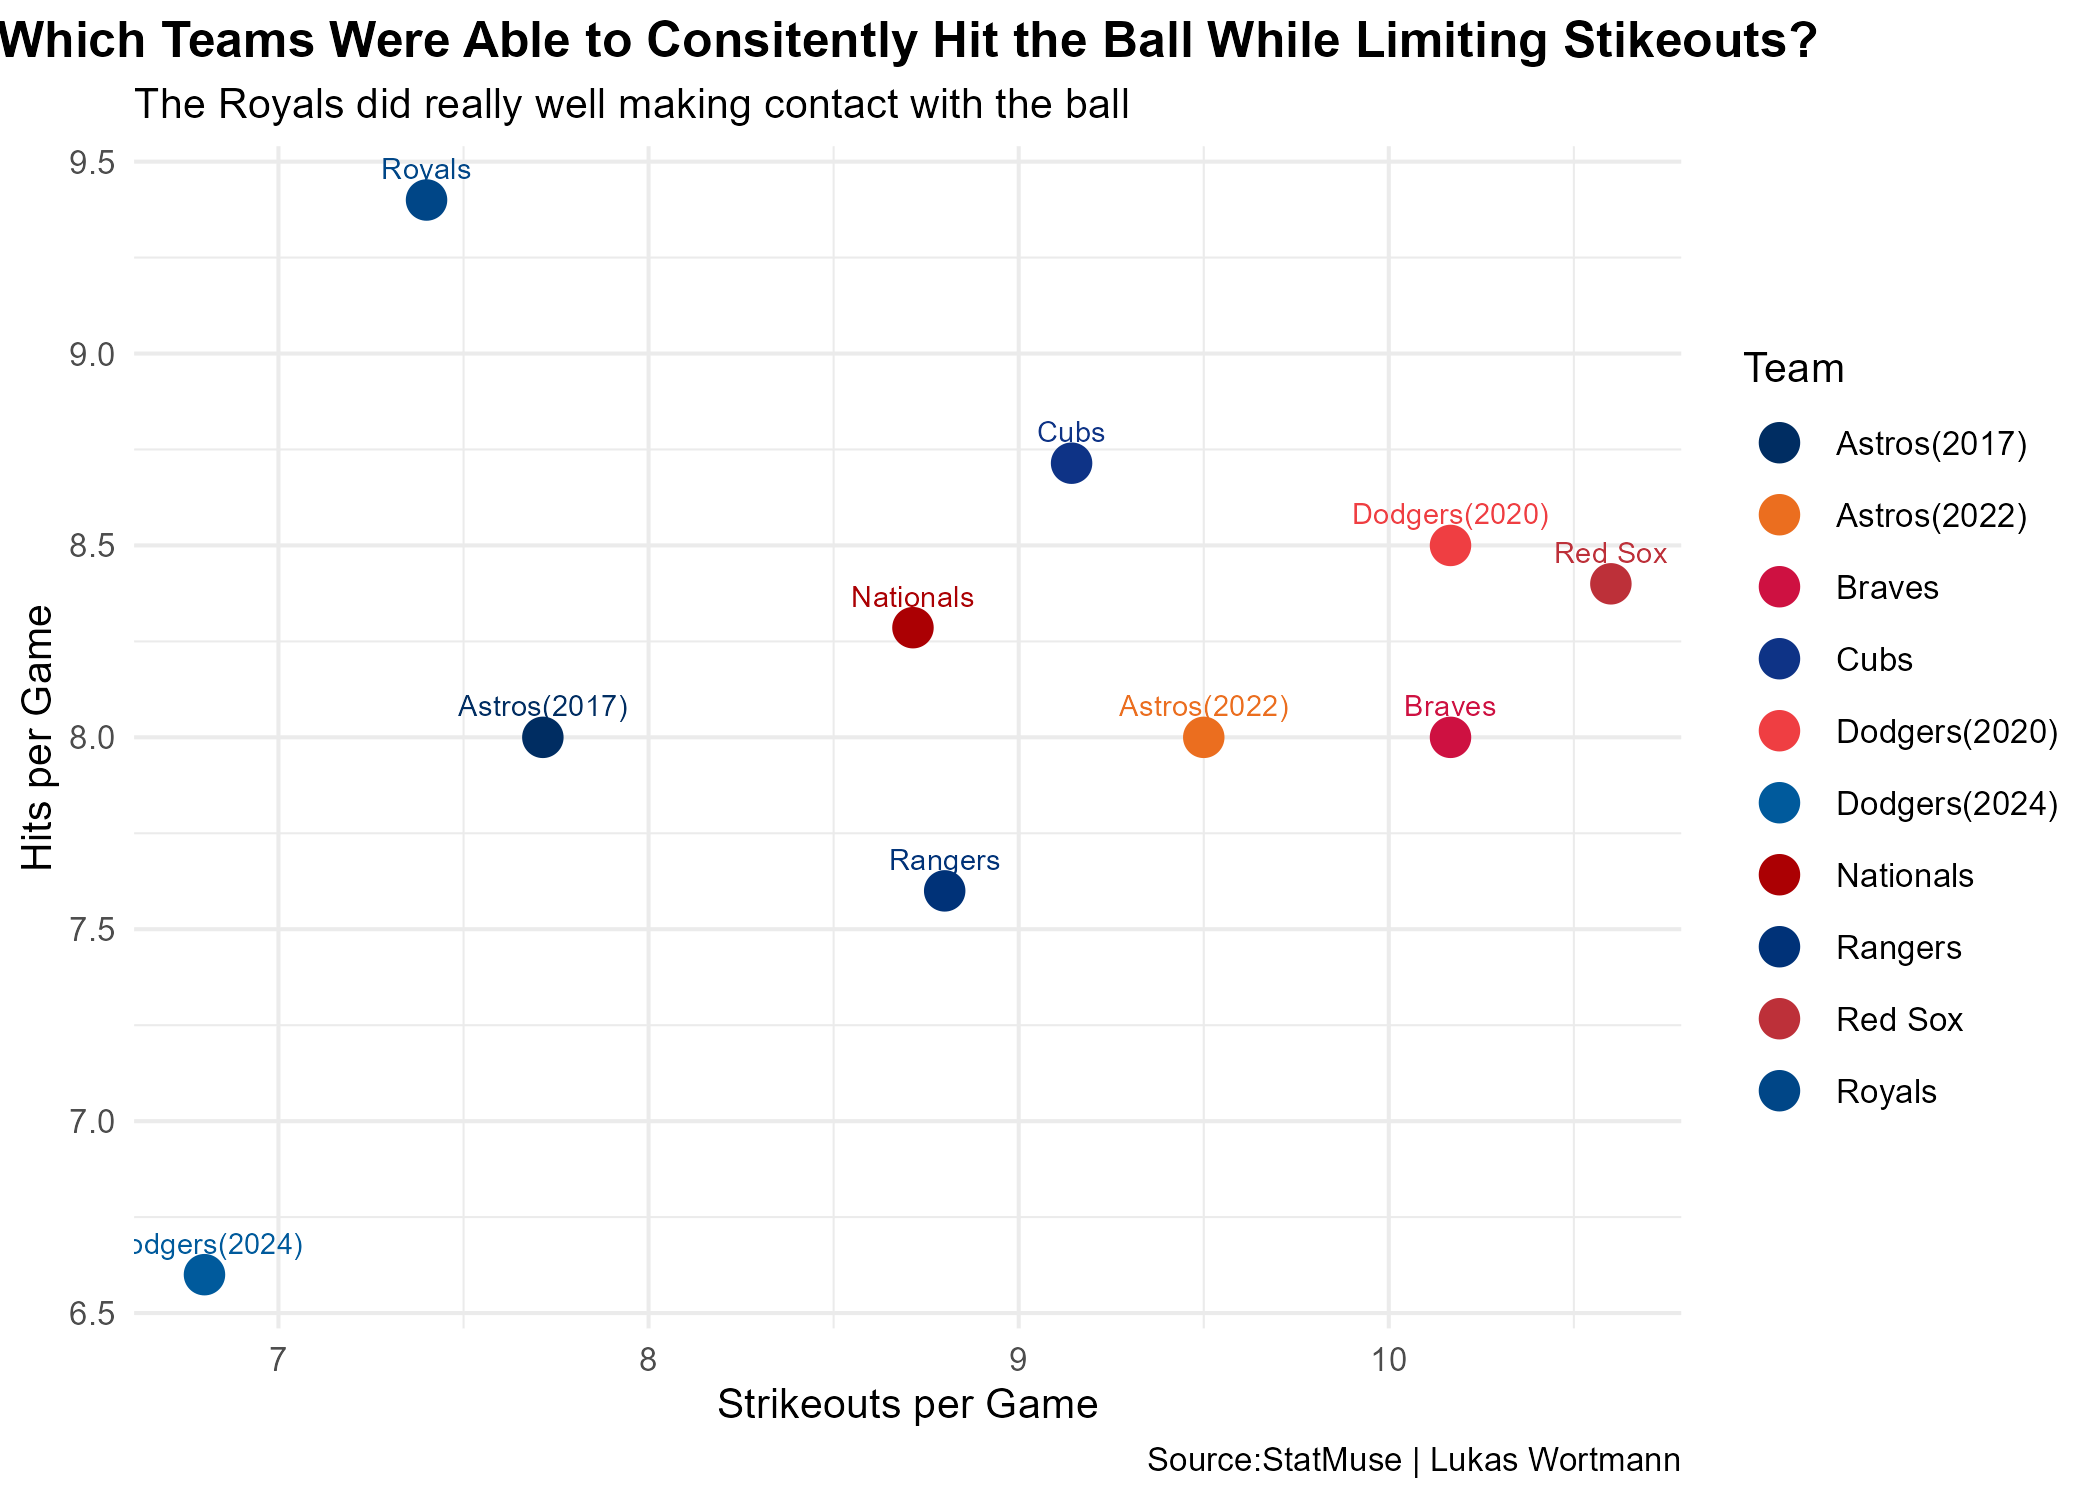 Which Teams Were Able to Consitently Hit the Ball While Limiting Stikeouts?
The Royals did really well making contact with the ball
9.5
9.0
8.5
8.0
7.5
7.0
6.5
Hits per Game
Royals
Cubs
Dodgers(2020)
Red Sox
Nationals
Astros(2017)
Astros(2022)
Braves
Rangers
odgers(2024)
7 8 9 10
Strikeouts per Game
Team
Astros(2017)
Astros(2022)
Braves
Cubs
Dodgers(2020)
Dodgers(2024)
Nationals
Rangers
Red Sox
Royals
Source:StatMuse | Lukas Wortmann